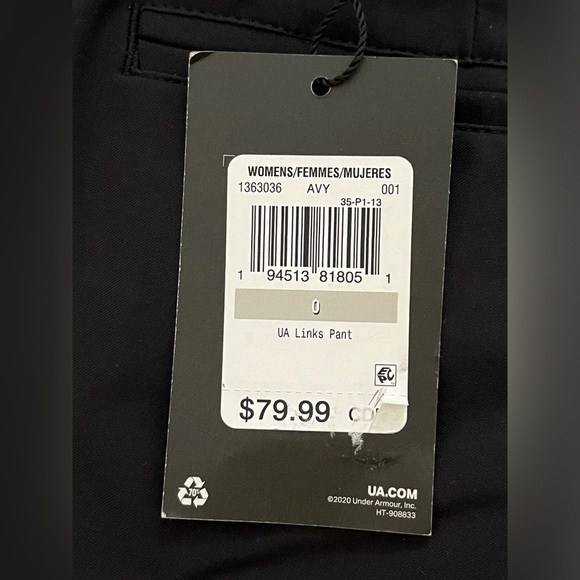 WOMENS/FEMMES/MUJERES
1363036 AVY 001
35-P1-13
1 94513 81805 1
0
UA Links Pant
$79.99
70%
UA.COM
©2020 Under Armour, Inc.
HT-908833